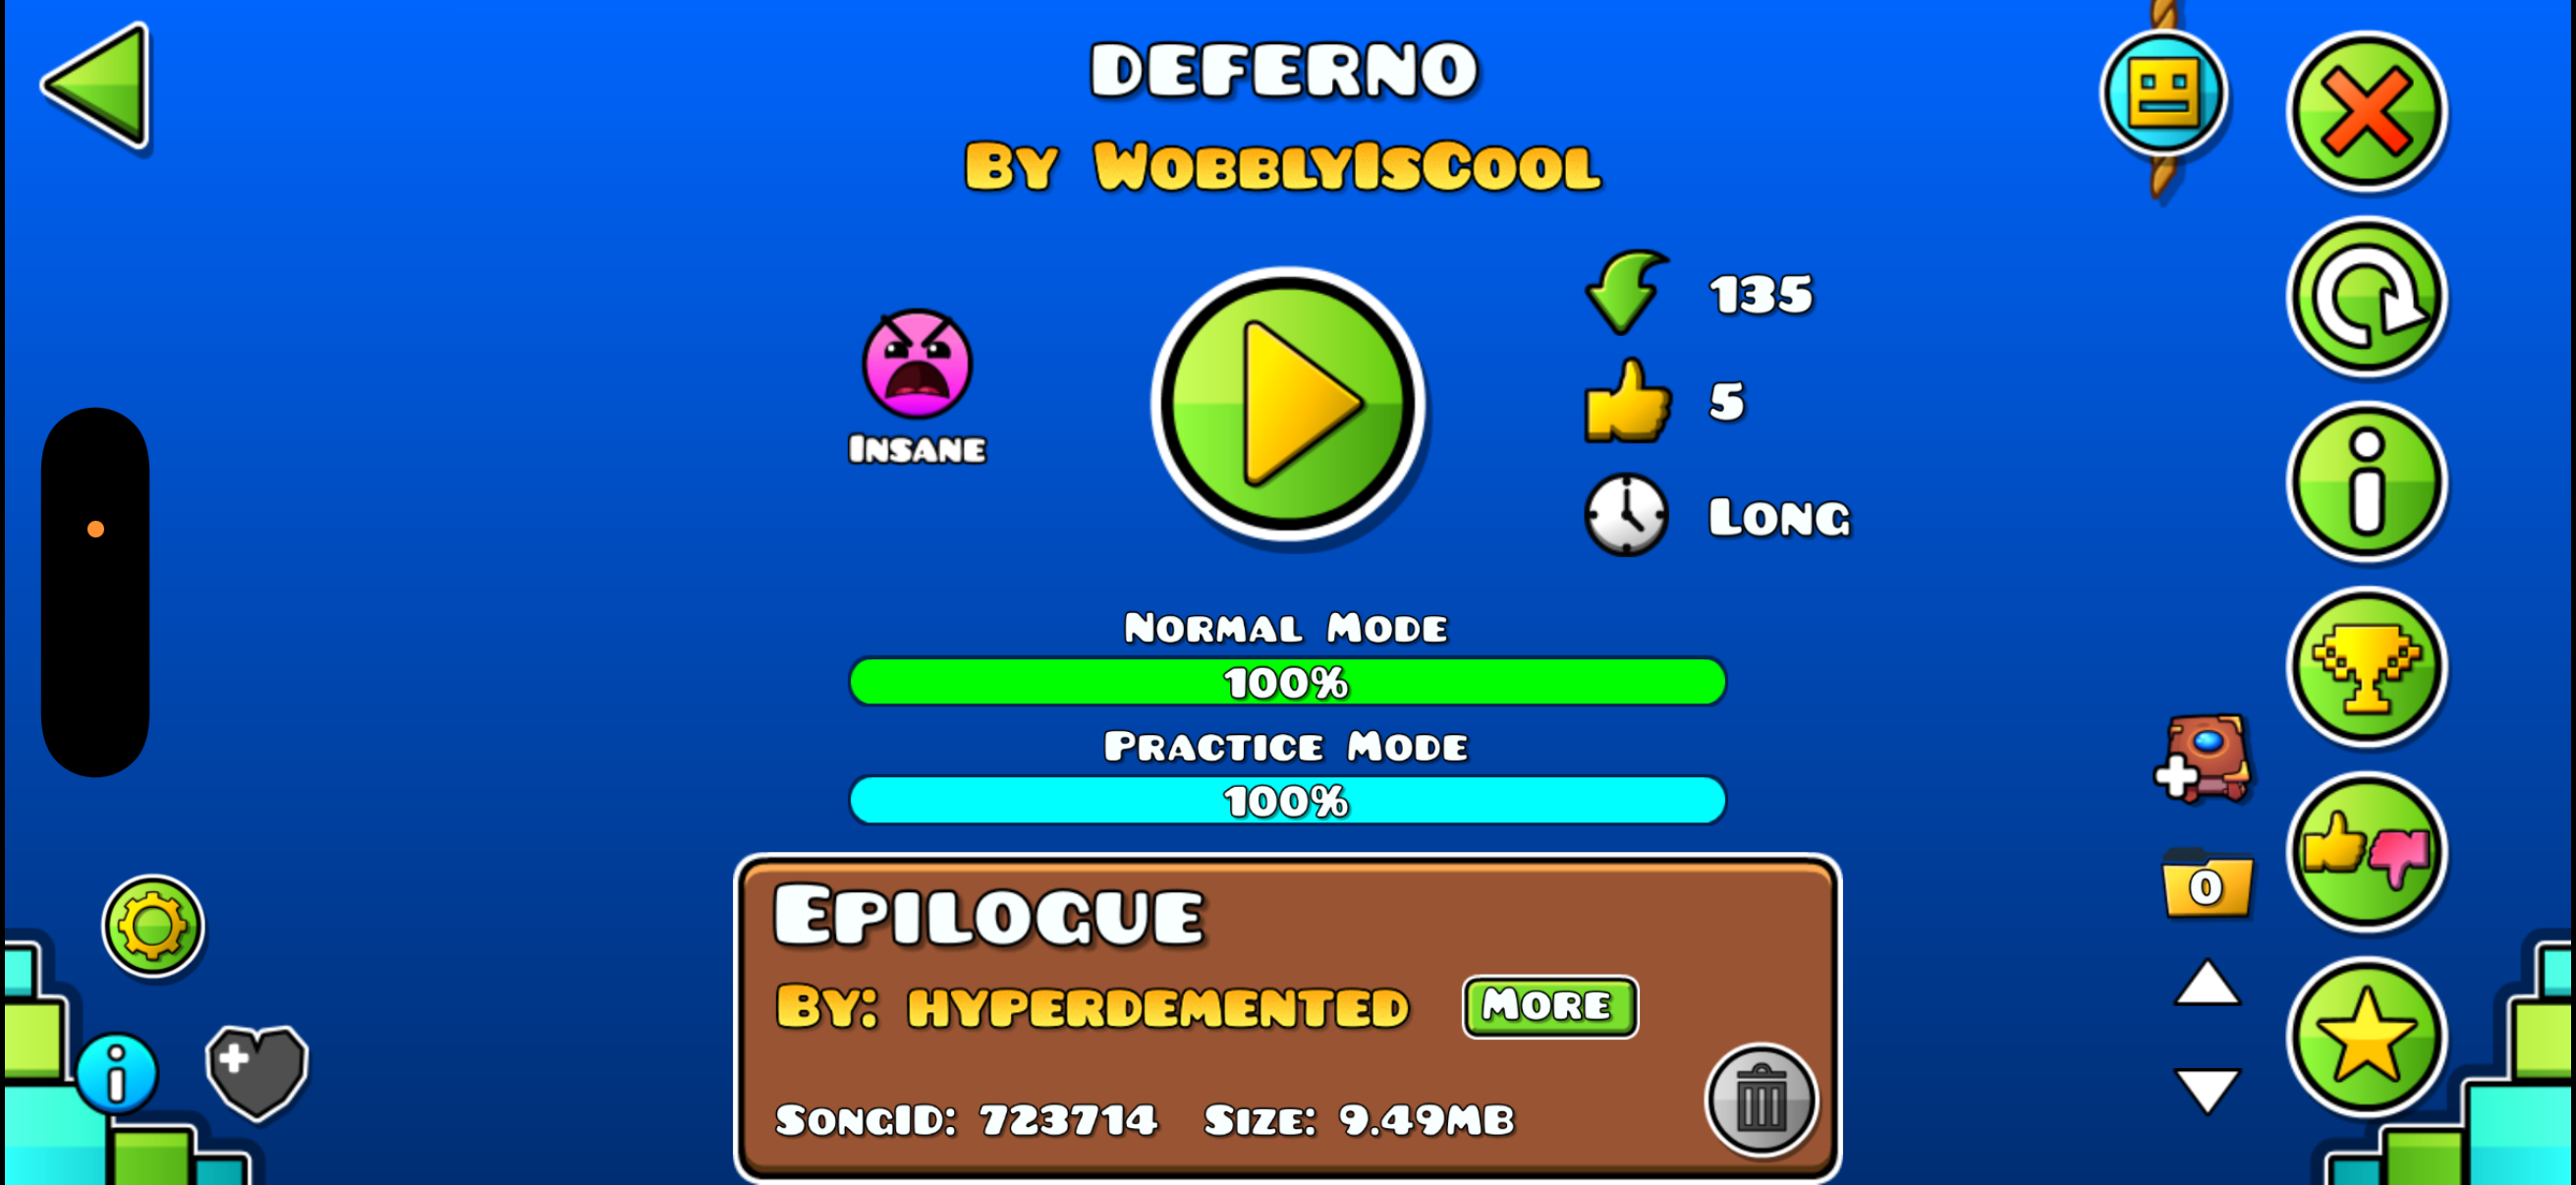 DEFERNO
By WobblyIsCool
135
5
Insane
Long
Normal Mode
100%
Practice Mode
100%
Epilogue
By: hyperdemented More
SongID: 723714 Size: 9.49MB
0